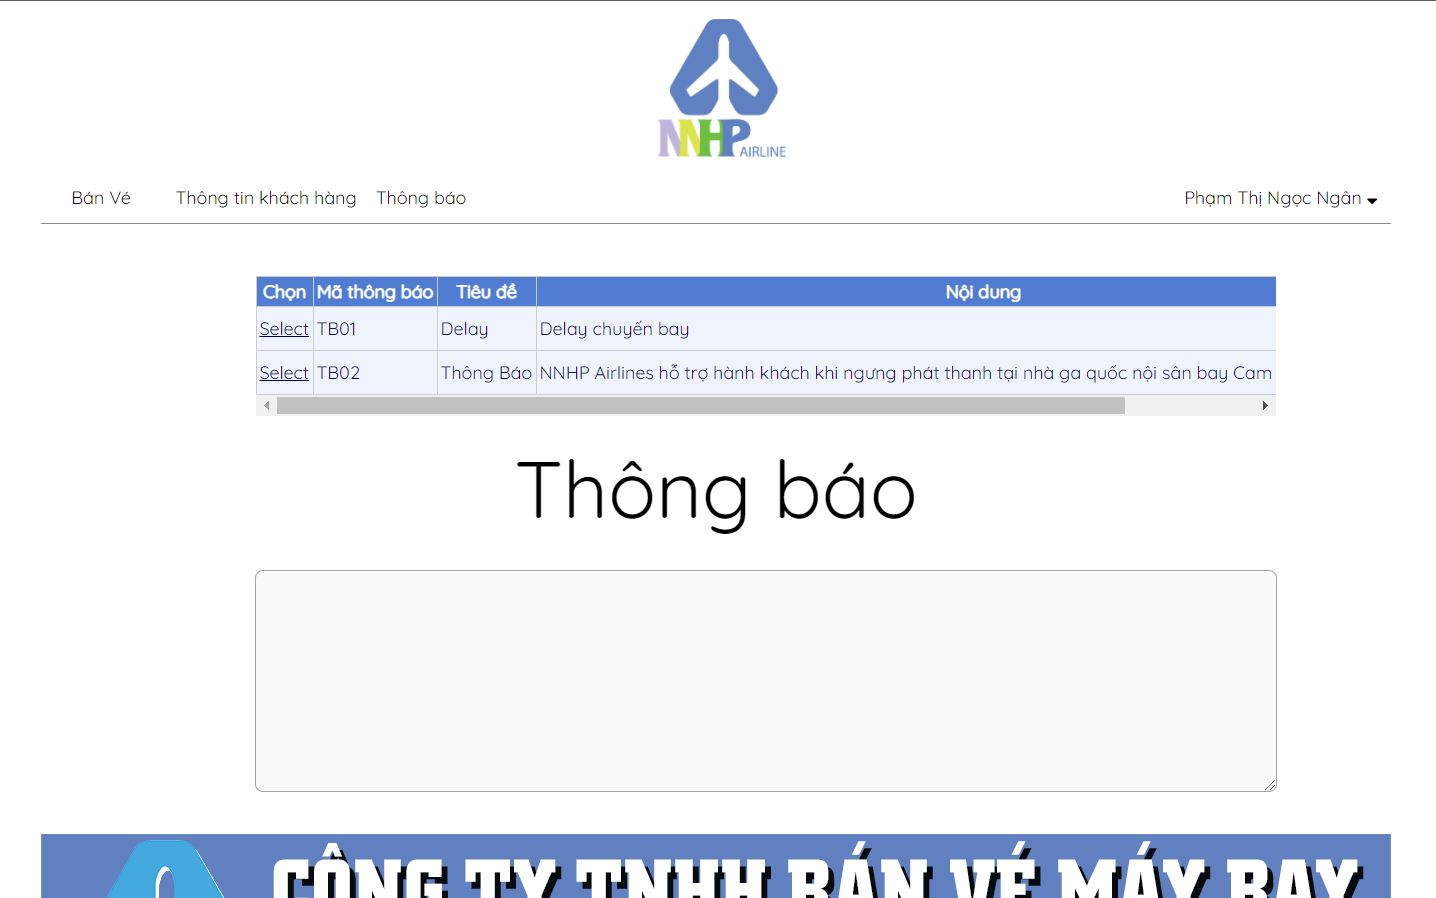 NNHP AIRLINE
Bán Vé Thông tin khách hàng Thông báo Phạm Thị Ngọc Ngân
Chọn Mã thông báo Tiêu đề Nội dung
Select TB01 Delay Delay chuyến bay
Select TB02 Thông Báo NNHP Airlines hỗ trợ hành khách khi ngưng phát thanh tại nhà ga quốc nội sân bay Cam
Thông báo
CÔNG TY TNHH BÁN VÉ MÁY BAY